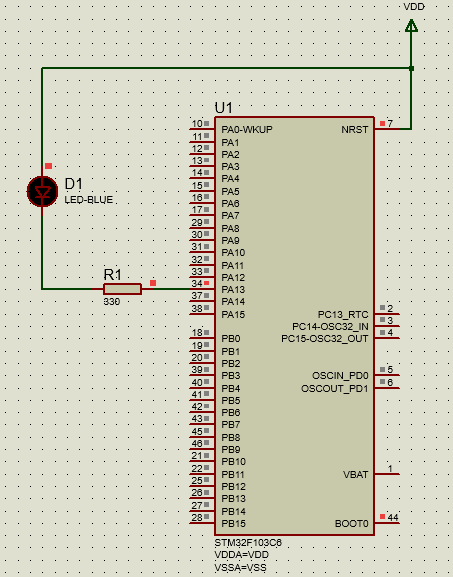 VDD
U1
10 PA0-WKUP NRST 7
11 PA1
12 PA2
13 PA3
14 PA4
15 PA5
16 PA6
17 PA7
29 PA8
30 PA9
31 PA10
32 PA11
33 PA12
34 PA13
37 PA14
38 PA15 PC13_RTC 2
PC14-OSC32_IN 3
18 PB0 PC15-OSC32_OUT 4
19 PB1
20 PB2
39 PB3 OSCIN_PD0 5
40 PB4 OSCOUT_PD1 6
41 PB5
42 PB6
43 PB7
45 PB8
46 PB9
21 PB10
22 PB11 VBAT 1
25 PB12
26 PB13
27 PB14
28 PB15 BOOT0 44
STM32F103C6
VDDA=VDD
VSSA=VSS
D1
LED-BLUE
R1
330